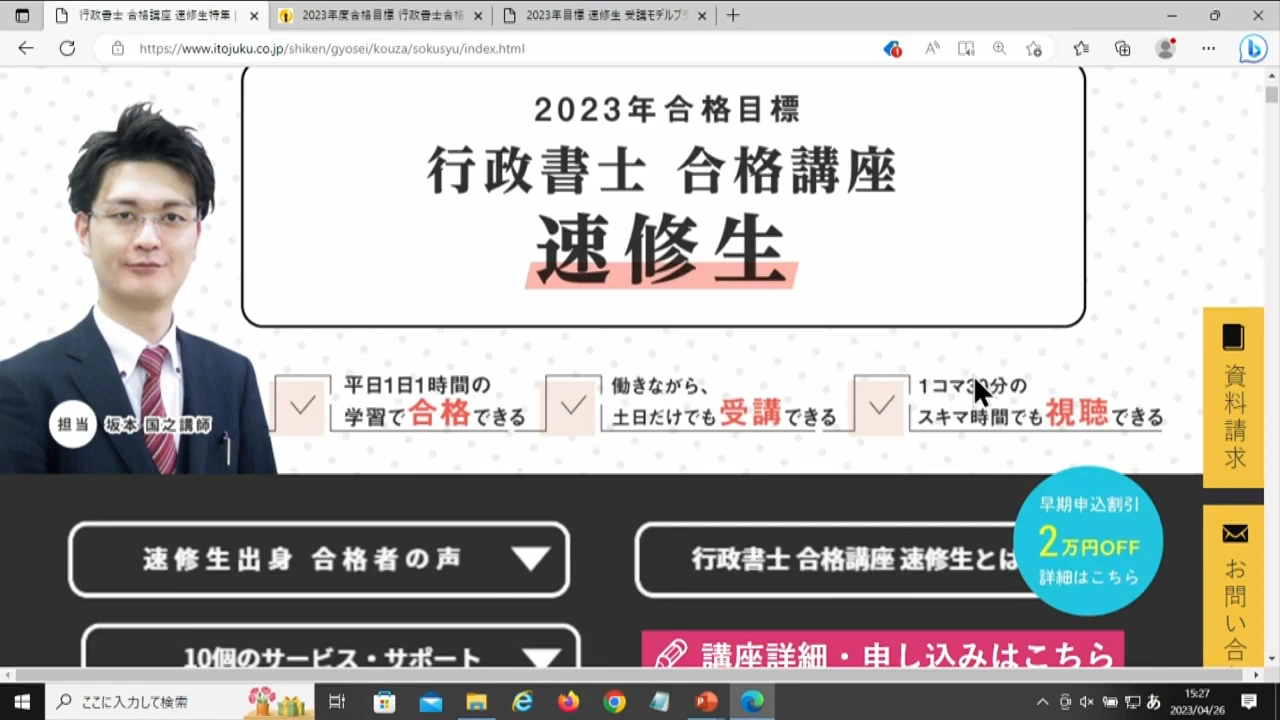 行政書士 合格講座 速修生特集 |
2023年度合格目標 行政書士合格
2023年目標 速修生 受講モデルプラ
https://www.itojuku.co.jp/shiken/gyosei/kouza/sokusyu/index.html
2023年合格目標
行政書士 合格講座
速修生
担当 坂本 国之講師
平日1日1時間の
学習で合格できる
働きながら、
土日だけでも受講できる
1コマ30分の
スキマ時間でも視聴できる
資料請求
お問い合
早期申込割引
2万円OFF
詳細はこちら
速修生出身 合格者の声
行政書士 合格講座 速修生とは
10個のサービス・サポート
講座詳細・申し込みはこちら
ここに入力して検索
あ
15:27
2023/04/26